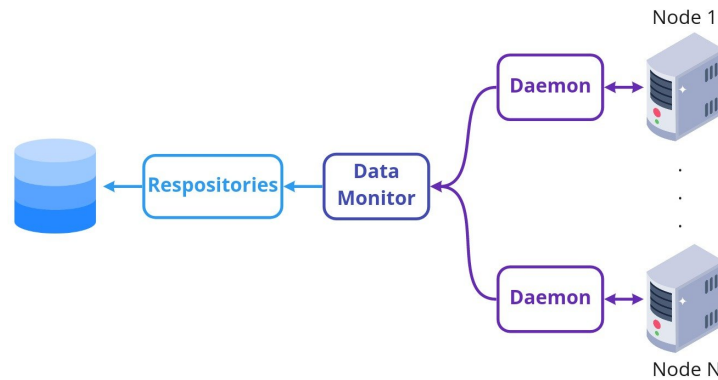 Node 1
Daemon
Respositories
Data
Monitor
.
.
.
Daemon
Node N